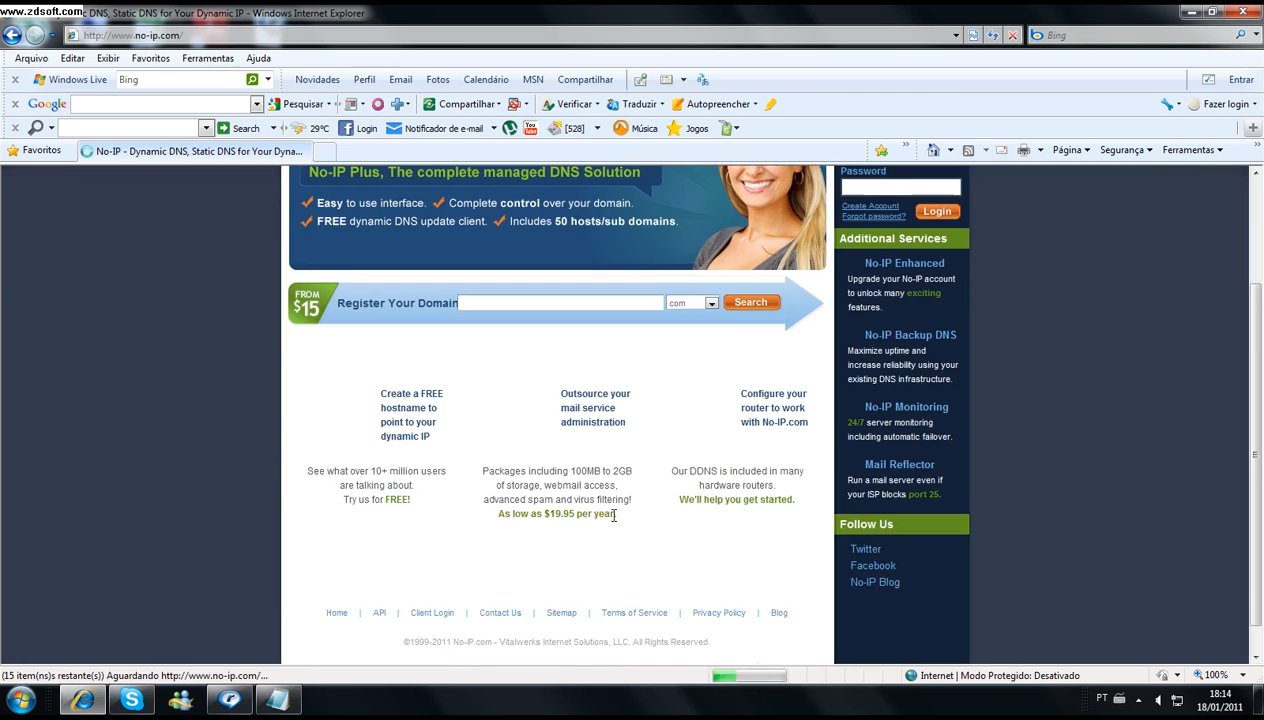 www.zdsoft.com
c DNS, Static DNS for Your Dynamic IP - Windows Internet Explorer
http://www.no-ip.com/
Bing
Arquivo Editar Exibir Favoritos Ferramentas Ajuda
Windows Live Bing Novidades Perfil Email Fotos Calendário MSN Compartilhar Entrar
Google Pesquisar Compartilhar Verificar Traduzir Autopreencher Fazer login
Search 29°C Login Notificador de e-mail You Tube [528] Música Jogos
Favoritos No-IP - Dynamic DNS, Static DNS for Your Dyna... Página Segurança Ferramentas
No-IP Plus, The complete managed DNS Solution
Easy to use interface. Complete control over your domain.
FREE dynamic DNS update client. Includes 50 hosts/sub domains.
FROM
$15
Register Your Domain com Search
Create a FREE
hostname to
point to your
dynamic IP
See what over 10+ million users
are talking about.
Try us for FREE!
Outsource your
mail service
administration
Packages including 100MB to 2GB
of storage, webmail access,
advanced spam and virus filtering!
As low as $19.95 per year.
Configure your
router to work
with No-IP.com
Our DDNS is included in many
hardware routers.
We'll help you get started.
Password
Create Account
Forgot password?
Login
Additional Services
No-IP Enhanced
Upgrade your No-IP account
to unlock many exciting
features.
No-IP Backup DNS
Maximize uptime and
increase reliability using your
existing DNS infrastructure.
No-IP Monitoring
24/7 server monitoring
including automatic failover.
Mail Reflector
Run a mail server even if
your ISP blocks port 25.
Follow Us
Twitter
Facebook
No-IP Blog
Home | API | Client Login | Contact Us | Sitemap | Terms of Service | Privacy Policy | Blog
©1999-2011 No-IP.com - Vitalwerks Internet Solutions, LLC. All Rights Reserved.
(15 item(ns) restante(s)) Aguardando http://www.no-ip.com/... Internet | Modo Protegido: Desativado 100%
PT 18:14
18/01/2011